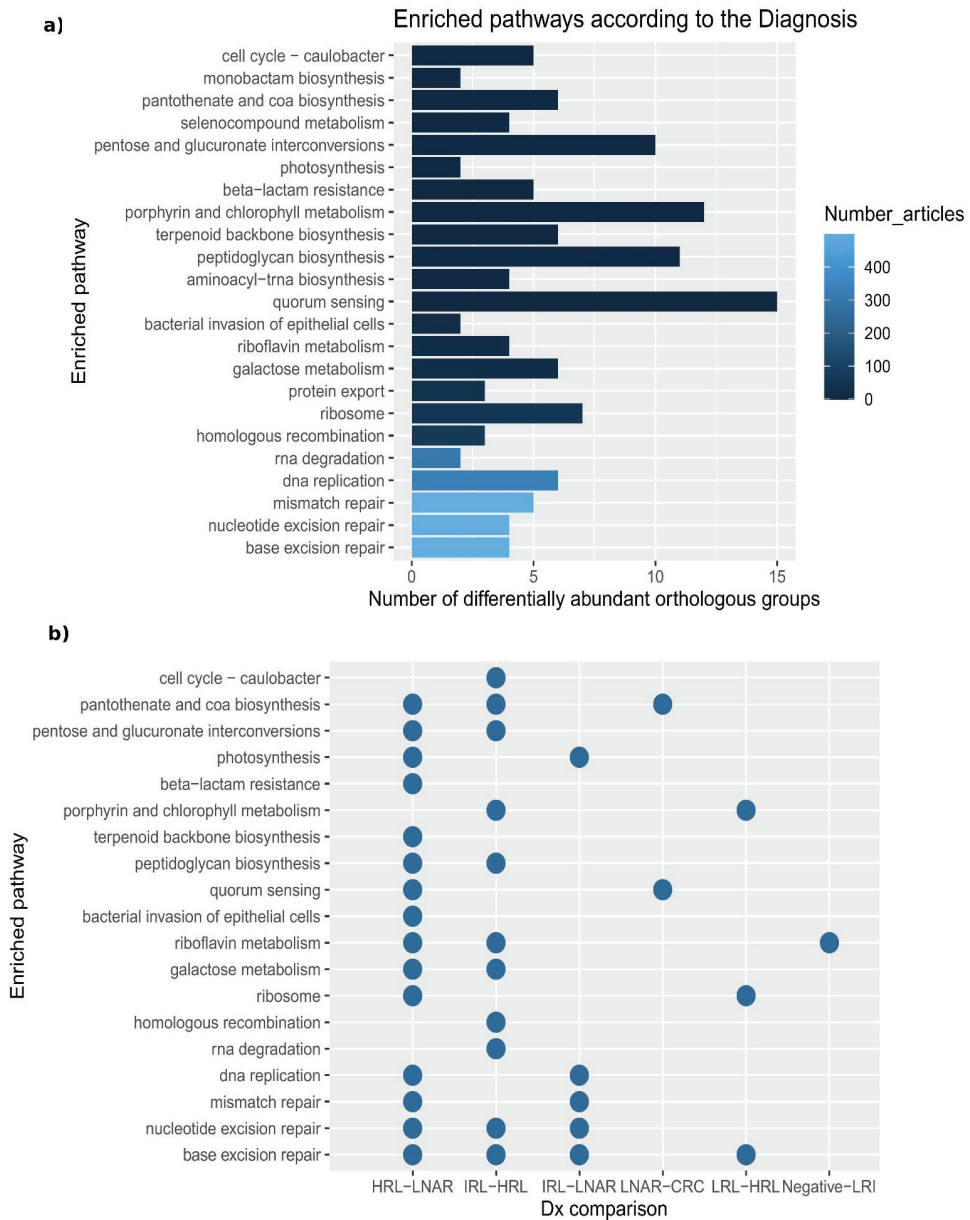 a)
Enriched pathways according to the Diagnosis
Enriched pathway
cell cycle − caulobacter
monobactam biosynthesis
pantothenate and coa biosynthesis
selenocompound metabolism
pentose and glucuronate interconversions
photosynthesis
beta−lactam resistance
porphyrin and chlorophyll metabolism
terpenoid backbone biosynthesis
peptidoglycan biosynthesis
aminoacyl−trna biosynthesis
quorum sensing
bacterial invasion of epithelial cells
riboflavin metabolism
galactose metabolism
protein export
ribosome
homologous recombination
rna degradation
dna replication
mismatch repair
nucleotide excision repair
base excision repair
0 5 10 15
Number of differentially abundant orthologous groups
Number_articles
400
300
200
100
0
b)
Enriched pathway
cell cycle − caulobacter
pantothenate and coa biosynthesis
pentose and glucuronate interconversions
photosynthesis
beta−lactam resistance
porphyrin and chlorophyll metabolism
terpenoid backbone biosynthesis
peptidoglycan biosynthesis
quorum sensing
bacterial invasion of epithelial cells
riboflavin metabolism
galactose metabolism
ribosome
homologous recombination
rna degradation
dna replication
mismatch repair
nucleotide excision repair
base excision repair
HRL−LNAR IRL−HRL IRL−LNAR LNAR−CRC LRL−HRL Negative−LRI
Dx comparison